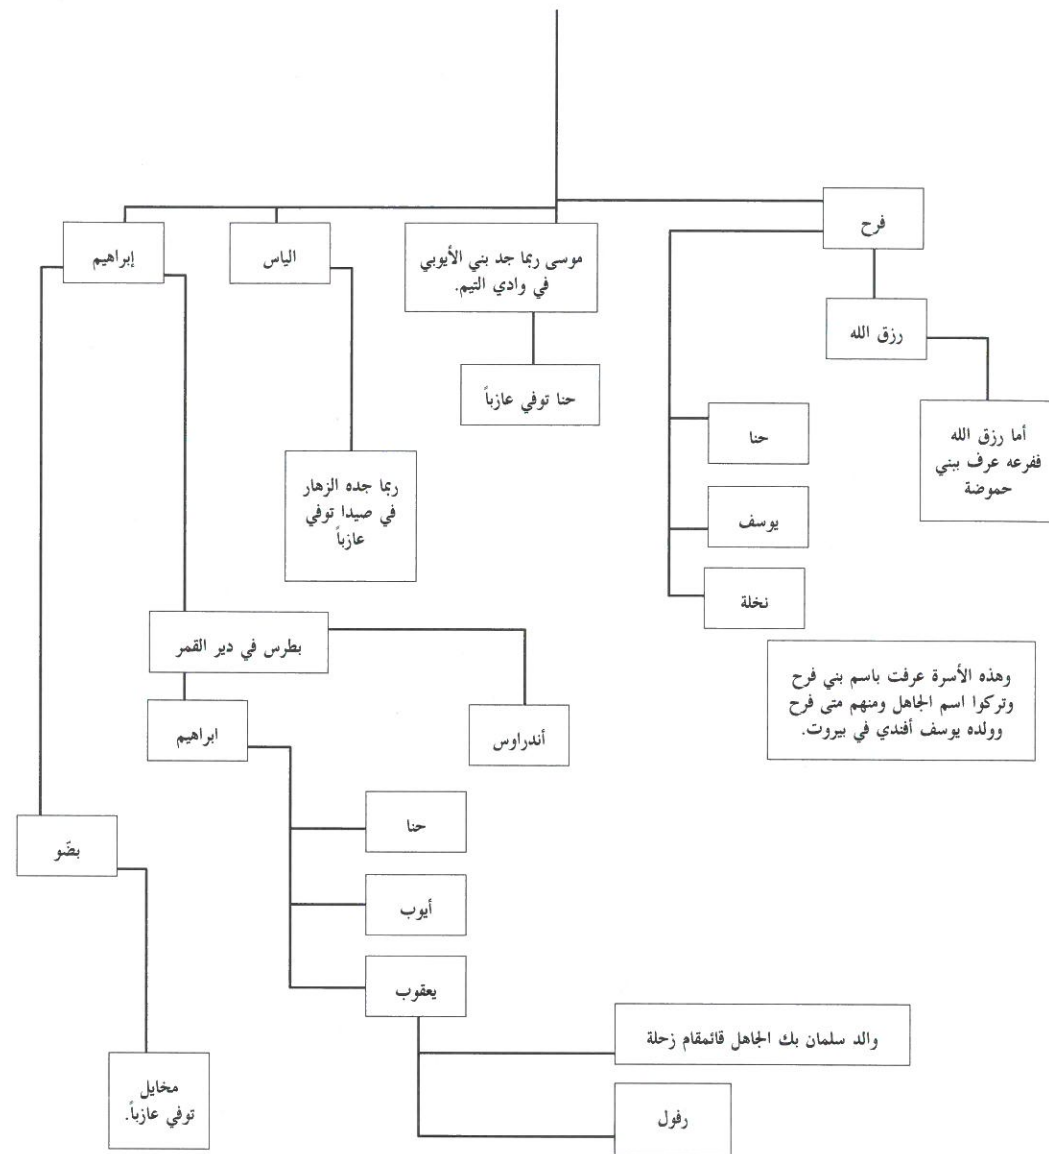 فرح
موسى ربما جد بني الأيوبي
في وادي التيم.
الياس
إبراهيم
رزق الله
حنا توفي عازباً
أما رزق الله
ففرعه عرف ببني
حموضة
حنا
يوسف
نخلة
ربما جده الزهار
في صيدا توفي
عازباً
وهذه الأسرة عرفت باسم بني فرح
وتركوا اسم الجاهل ومنهم متى فرح
وولده يوسف أفندي في بيروت.
بطرس في دير القمر
أندراوس
ابراهيم
حنا
بضّو
أيوب
يعقوب
والد سلمان بك الجاهل قائمقام زحلة
رفول
مخايل
توفي عازباً.